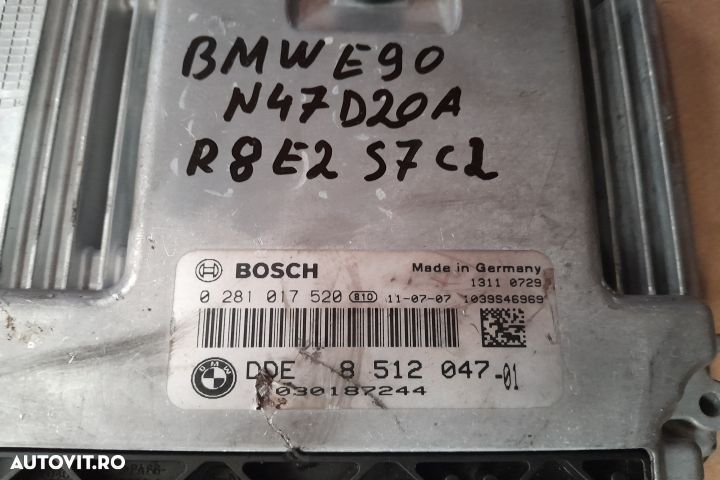 BMW E90
N47D20A
R8E2 S7C2
BOSCH
Made in Germany
1311 0729
0 281 017 520 810 11-07-07 1039S46969
BMW
DDE 8 512 047-01
030187244
AUTOVIT.RO